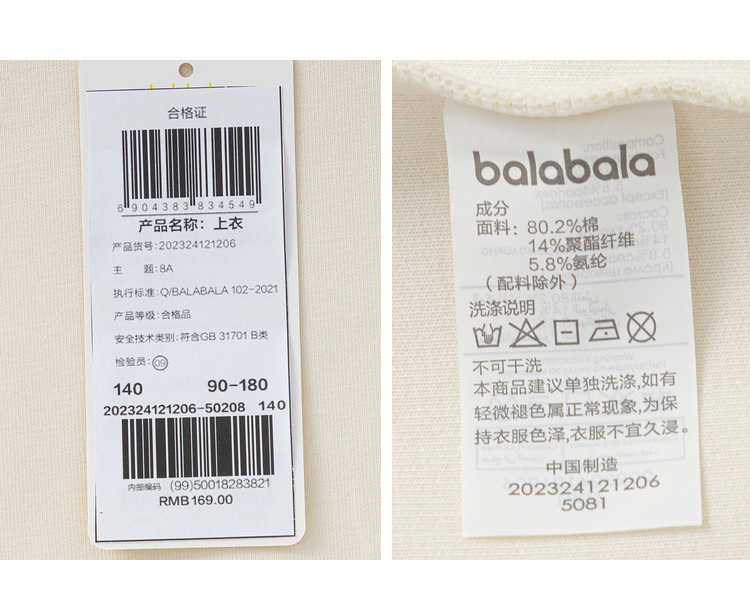 合格证
6 904383 834549
产品名称：上衣
产品货号:202324121206
主 题:8A
执行标准:Q/BALABALA 102-2021
产品等级:合格品
安全技术类别:符合GB 31701 B类
检验员:09
140 90-180
202324121206-50208 140
内部编码 (99)50018283821
RMB169.00
balabala
成分
面料：80.2%棉
14%聚酯纤维
5.8%氨纶
（配料除外）
洗涤说明
不可干洗
本商品建议单独洗涤,如有
轻微褪色属正常现象,为保
持衣服色泽,衣服不宜久浸。
中国制造
202324121206
5081